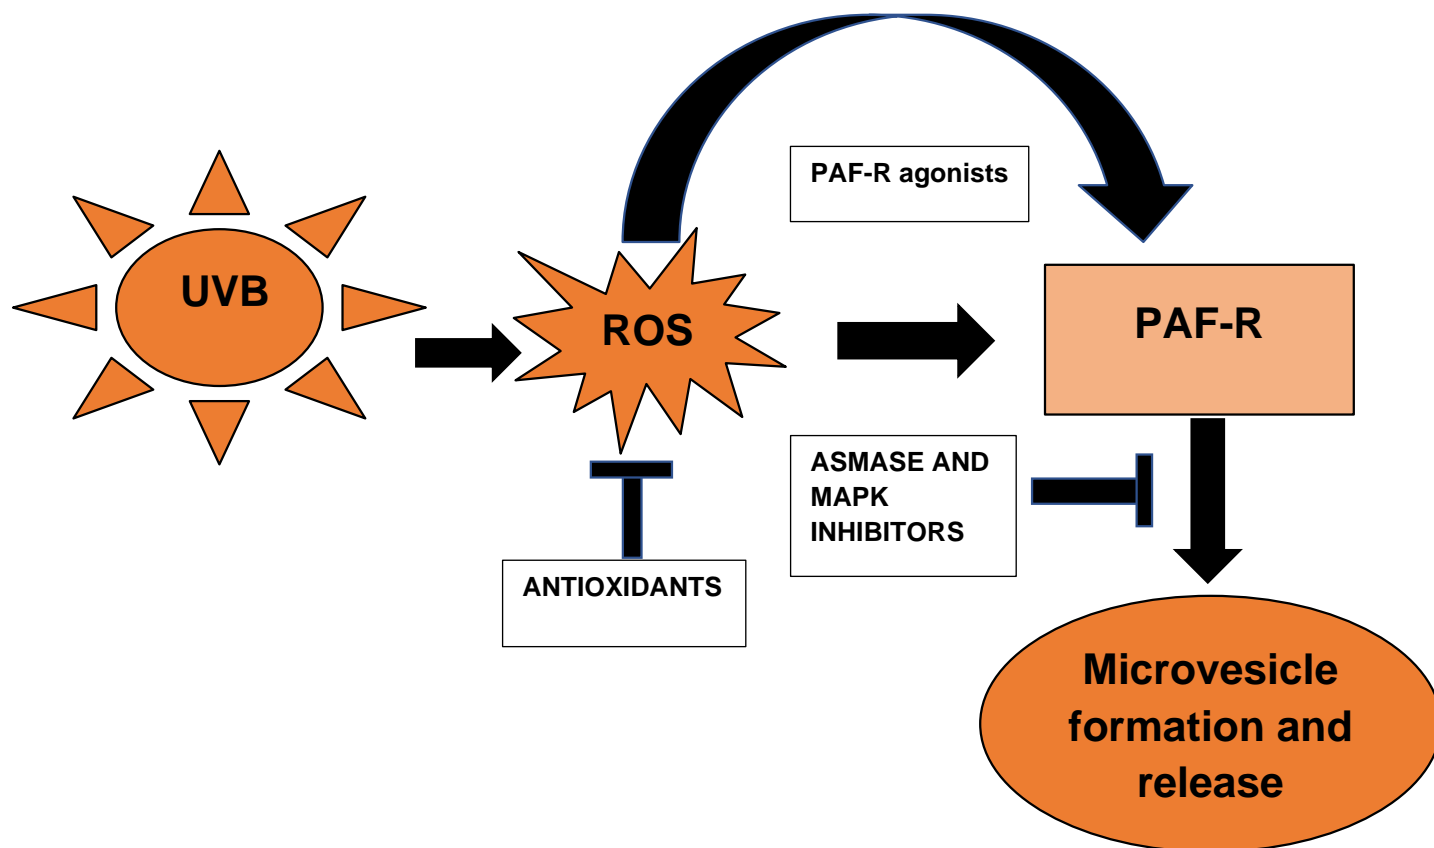 UVB
ROS
PAF-R agonists
PAF-R
ASMASE AND
MAPK
INHIBITORS
ANTIOXIDANTS
Microvesicle
formation and
release